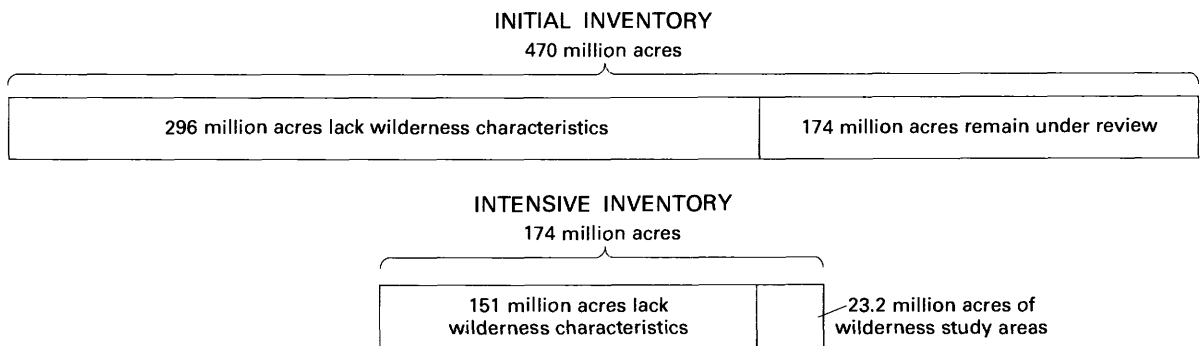 INITIAL INVENTORY
470 million acres
296 million acres lack wilderness characteristics
174 million acres remain under review
INTENSIVE INVENTORY
174 million acres
151 million acres lack
wilderness characteristics
23.2 million acres of
wilderness study areas